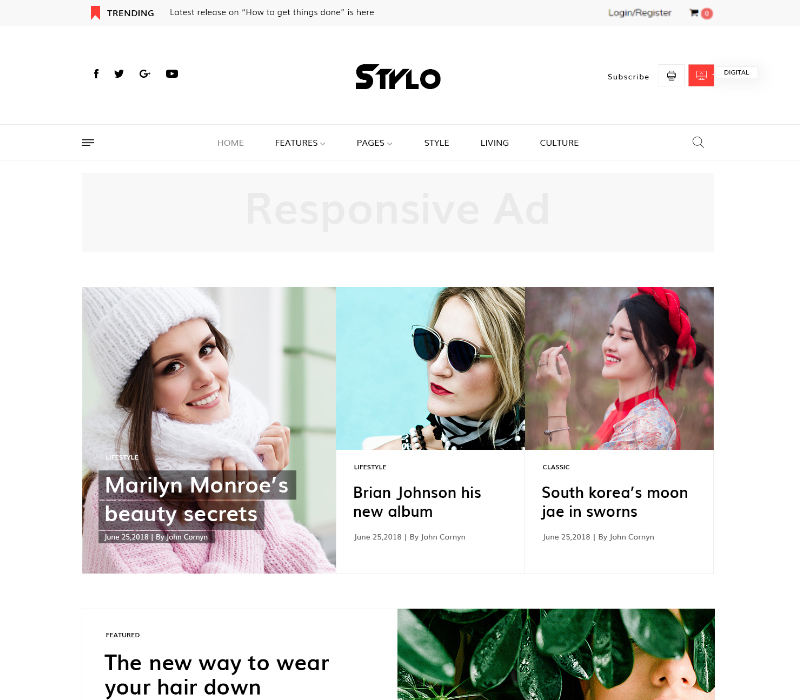 TRENDING Latest release on “How to get things done” is here Login/Register 0
STYLO
Subscribe DIGITAL
HOME FEATURES PAGES STYLE LIVING CULTURE
Responsive Ad
LIFESTYLE
Marilyn Monroe’s
beauty secrets
June 25,2018 | By John Cornyn
LIFESTYLE
Brian Johnson his
new album
June 25,2018 | By John Cornyn
CLASSIC
South korea’s moon
jae in sworns
June 25,2018 | By John Cornyn
FEATURED
The new way to wear
your hair down